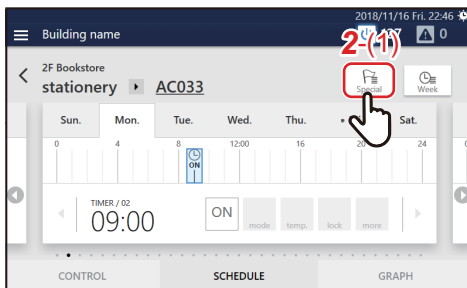 2018/11/16 Fri. 22:46
Building name
2-(1)
0
2F Bookstore
stationery AC033
Special
Week
Sun. Mon. Tue. Wed. Thu. Sat.
0 4 8 12:00 16 20 24
ON
TIMER / 02
09:00
ON mode temp. lock more
CONTROL SCHEDULE GRAPH